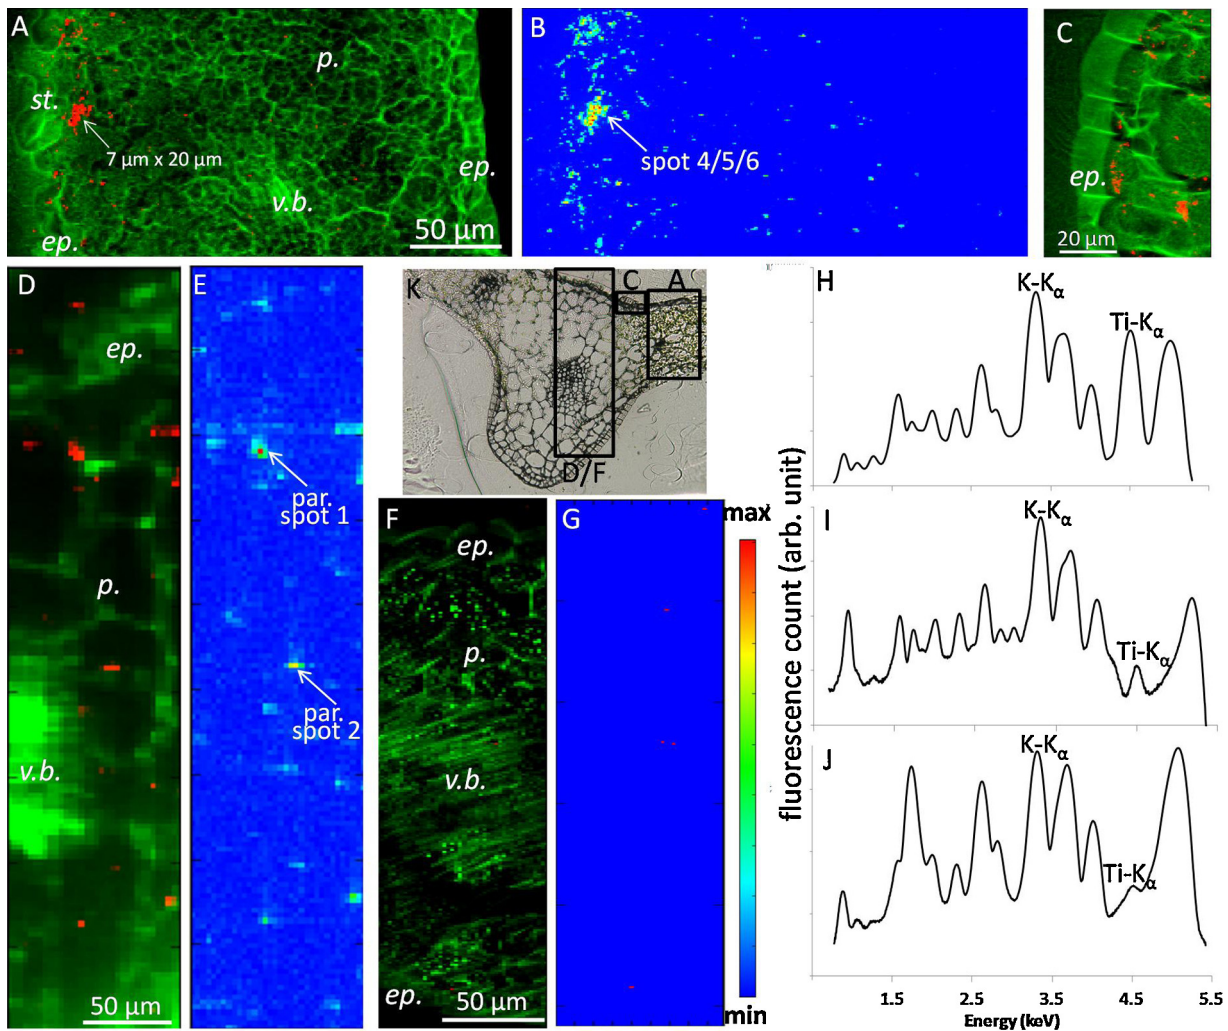 A
p.
st.
7 μm x 20 μm
ep.
v.b.
ep.
50 μm
B
spot 4/5/6
C
ep.
20 μm
D
ep.
p.
v.b.
50 μm
E
par.
spot 1
par.
spot 2
K
C
A
D/F
F
ep.
p.
v.b.
ep.
50 μm
G
max
min
fluorescence count (arb. unit)
H
K-Kα
Ti-Kα
I
K-Kα
Ti-Kα
J
K-Kα
Ti-Kα
1.5
2.5
3.5
4.5
5.5
Energy (keV)